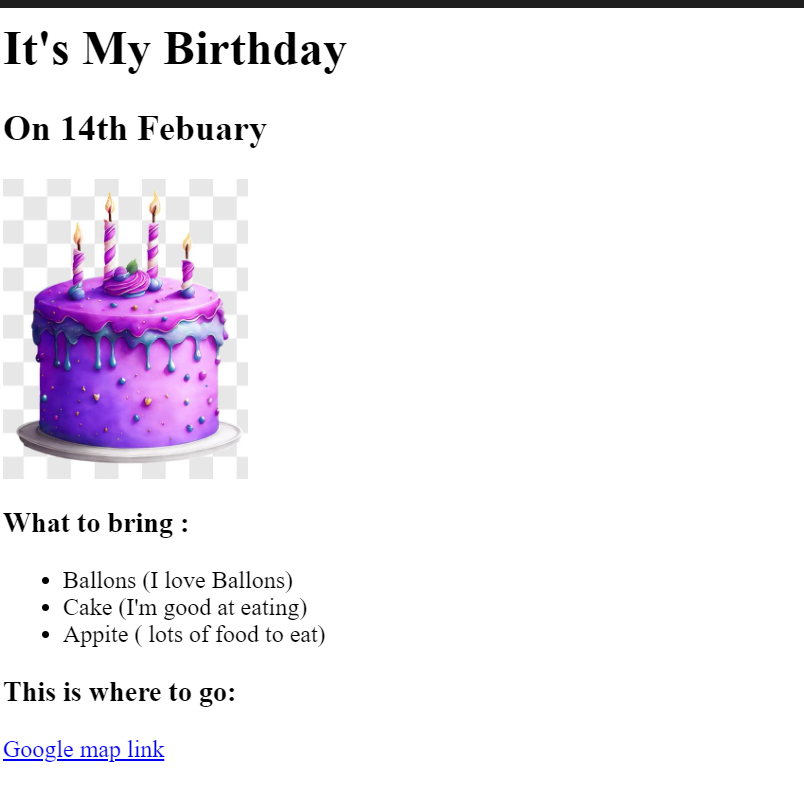 It's My Birthday
On 14th Febuary
What to bring :
Ballons (I love Ballons)
Cake (I'm good at eating)
Appite ( lots of food to eat)
This is where to go:
Google map link